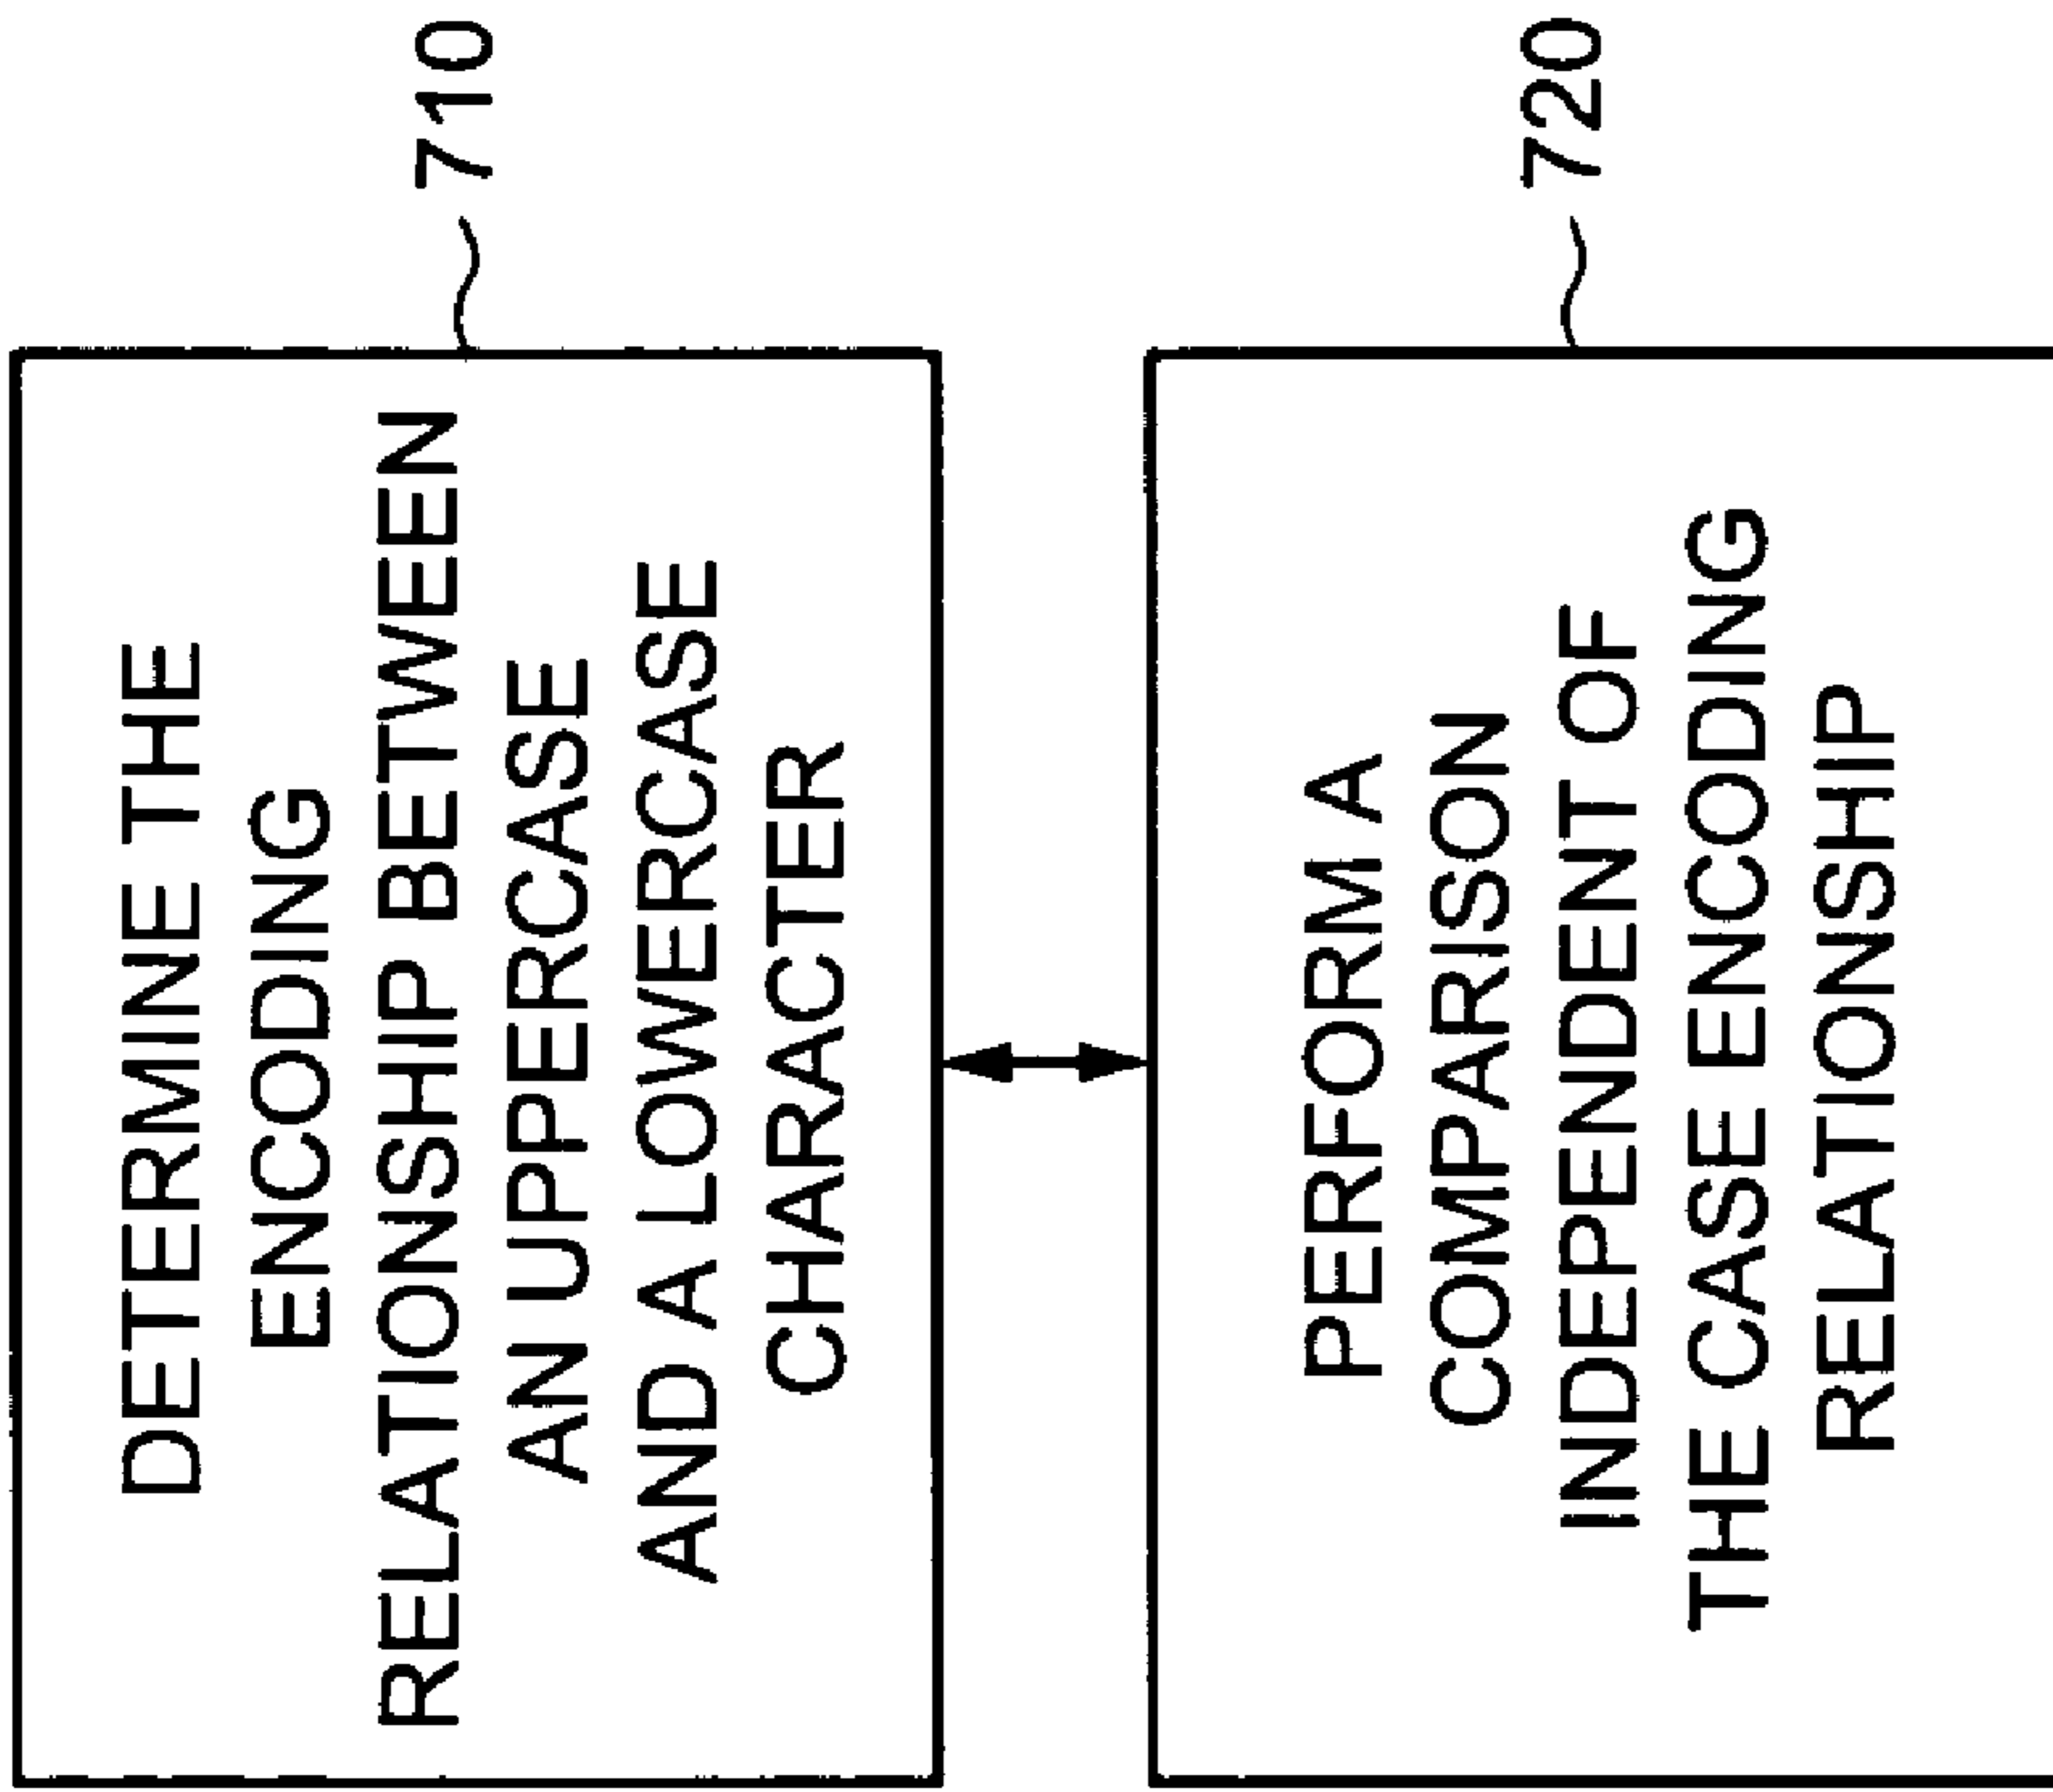 DETERMINE THE
ENCODING
RELATIONSHIP BETWEEN
AN UPPERCASE
AND A LOWERCASE
CHARACTER
710
PERFORM A
COMPARISON
INDEPENDENT OF
THE CASE ENCODING
RELATIONSHIP
720